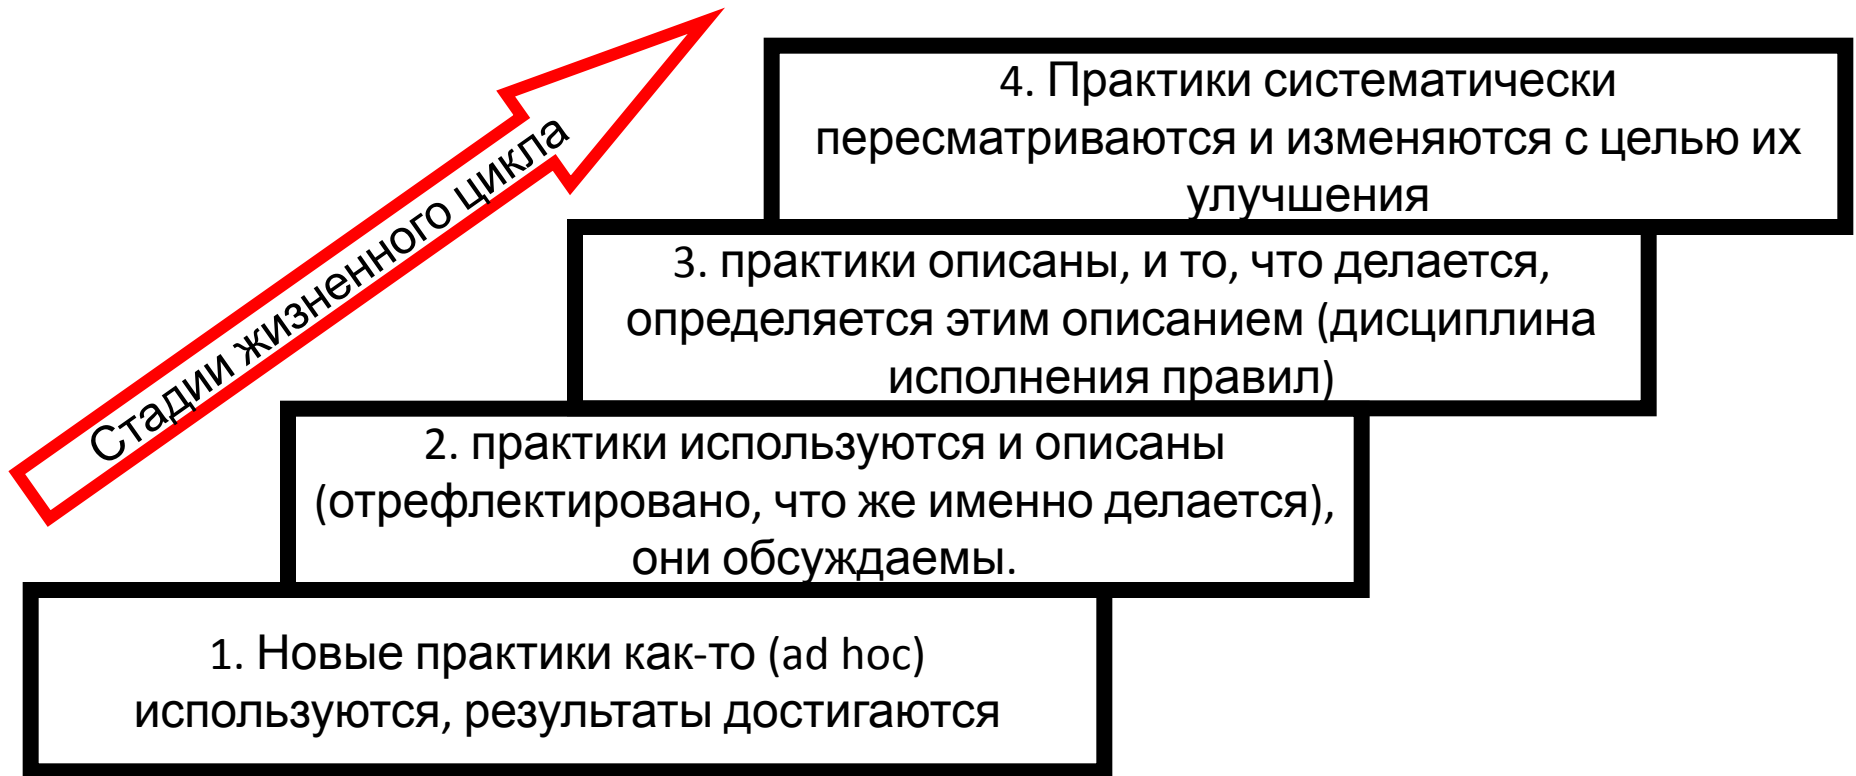 Стадии жизненного цикла
4. Практики систематически
пересматриваются и изменяются с целью их
улучшения
3. практики описаны, и то, что делается,
определяется этим описанием (дисциплина
исполнения правил)
2. практики используются и описаны
(отрефлектировано, что же именно делается),
они обсуждаемы.
1. Новые практики как-то (ad hoc)
используются, результаты достигаются